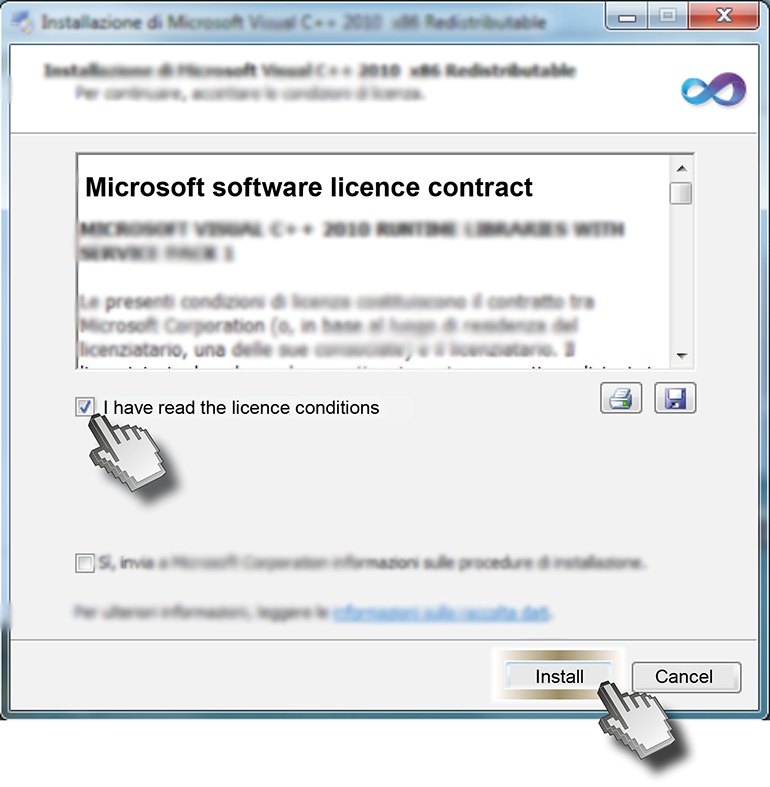 Installazione di Microsoft Visual C++ 2010 x86 Redistributable
Installazione di Microsoft Visual C++ 2010 x86 Redistributable
Per continuare, accettare le condizioni di licenza.
Microsoft software licence contract
MICROSOFT VISUAL C++ 2010 RUNTIME LIBRARIES WITH
SERVICE PACK 1
Le presenti condizioni di licenza costituiscono il contratto tra
Microsoft Corporation (o, in base al luogo di residenza del
licenziatario, una delle sue consociate) e il licenziatario. Il
I have read the licence conditions
Sì, invia a Microsoft Corporation informazioni sulle procedure di installazione.
Per ulteriori informazioni, leggere le informazioni sulla raccolta dati.
Install
Cancel